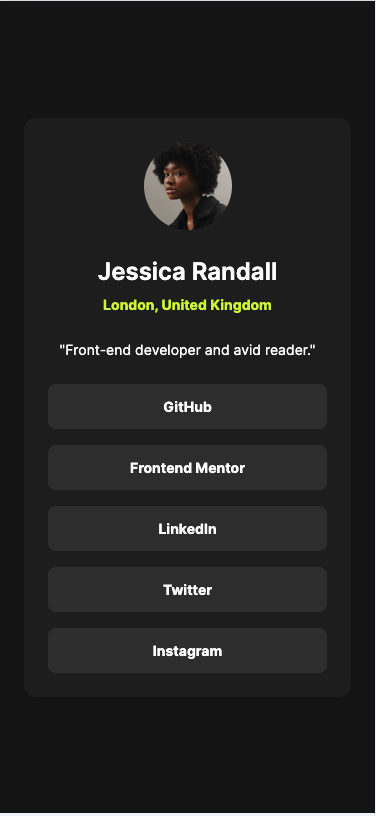 Jessica Randall
London, United Kingdom
"Front-end developer and avid reader."
GitHub
Frontend Mentor
LinkedIn
Twitter
Instagram